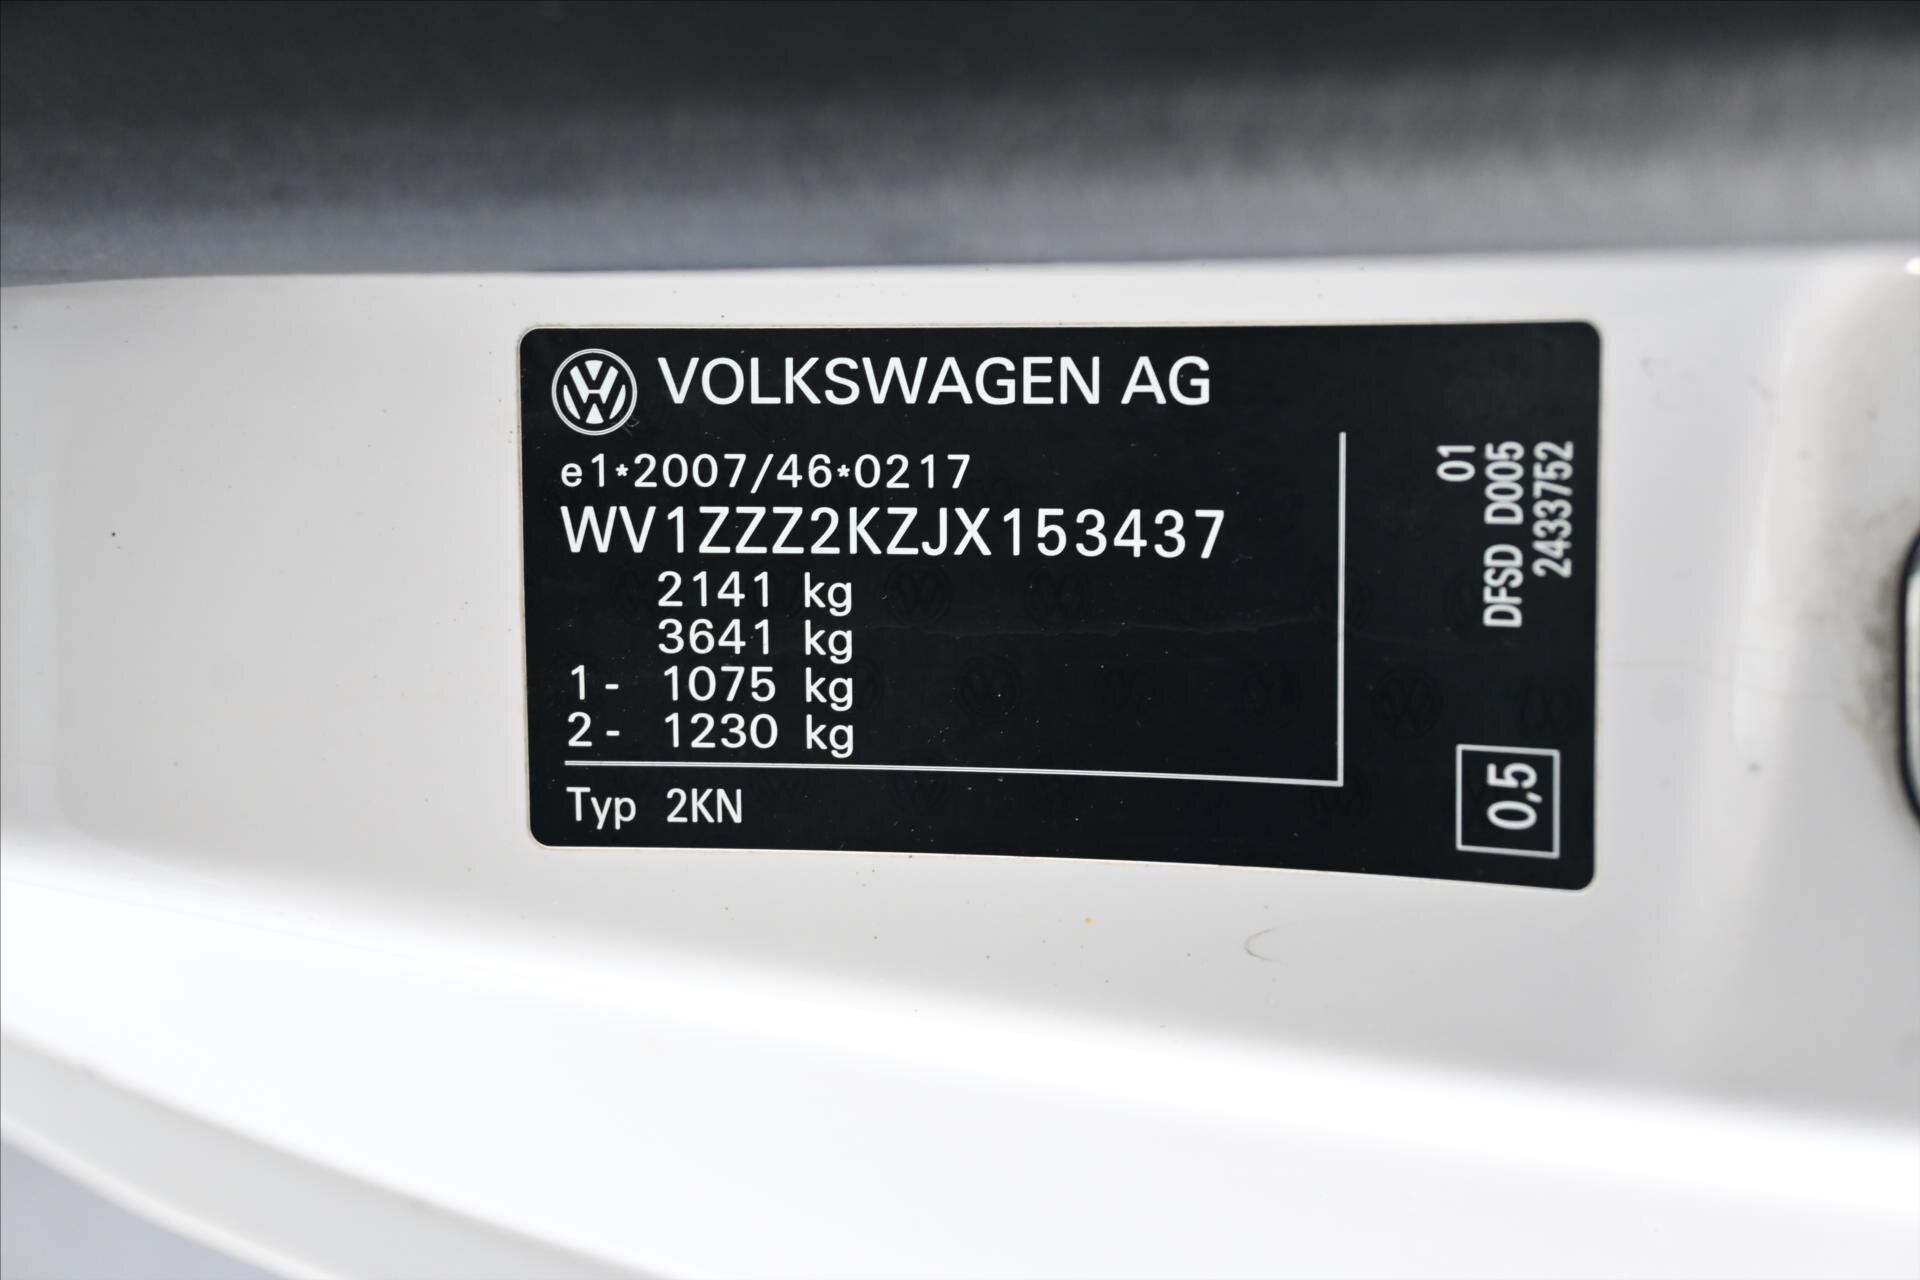 VOLKSWAGEN AG
e1*2007/46*0217
WV1ZZZ2KZJX153437
2141 kg
3641 kg
1- 1075 kg
2- 1230 kg
Typ 2KN
01
DFSD D005
24333752
0,5